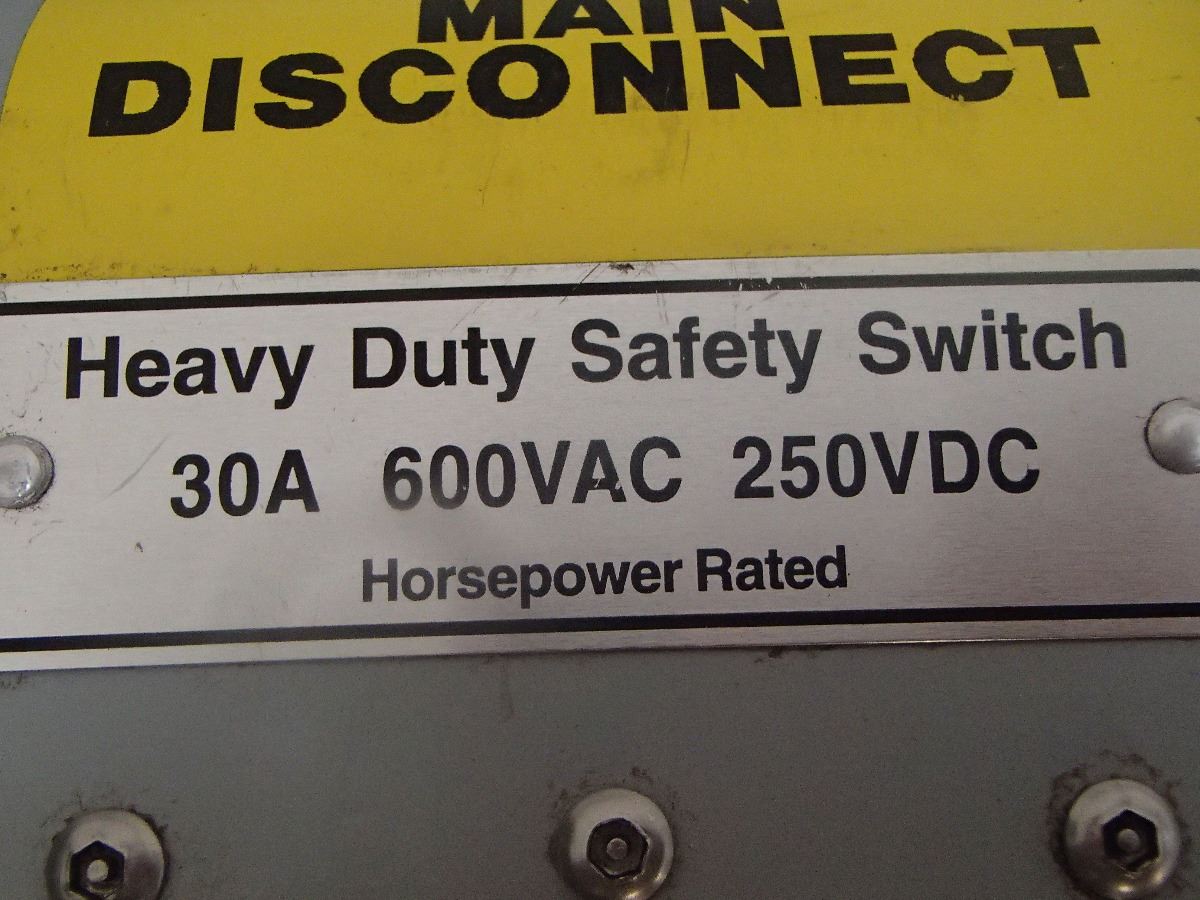 MAIN
DISCONNECT
Heavy Duty Safety Switch
30A 600VAC 250VDC
Horsepower Rated